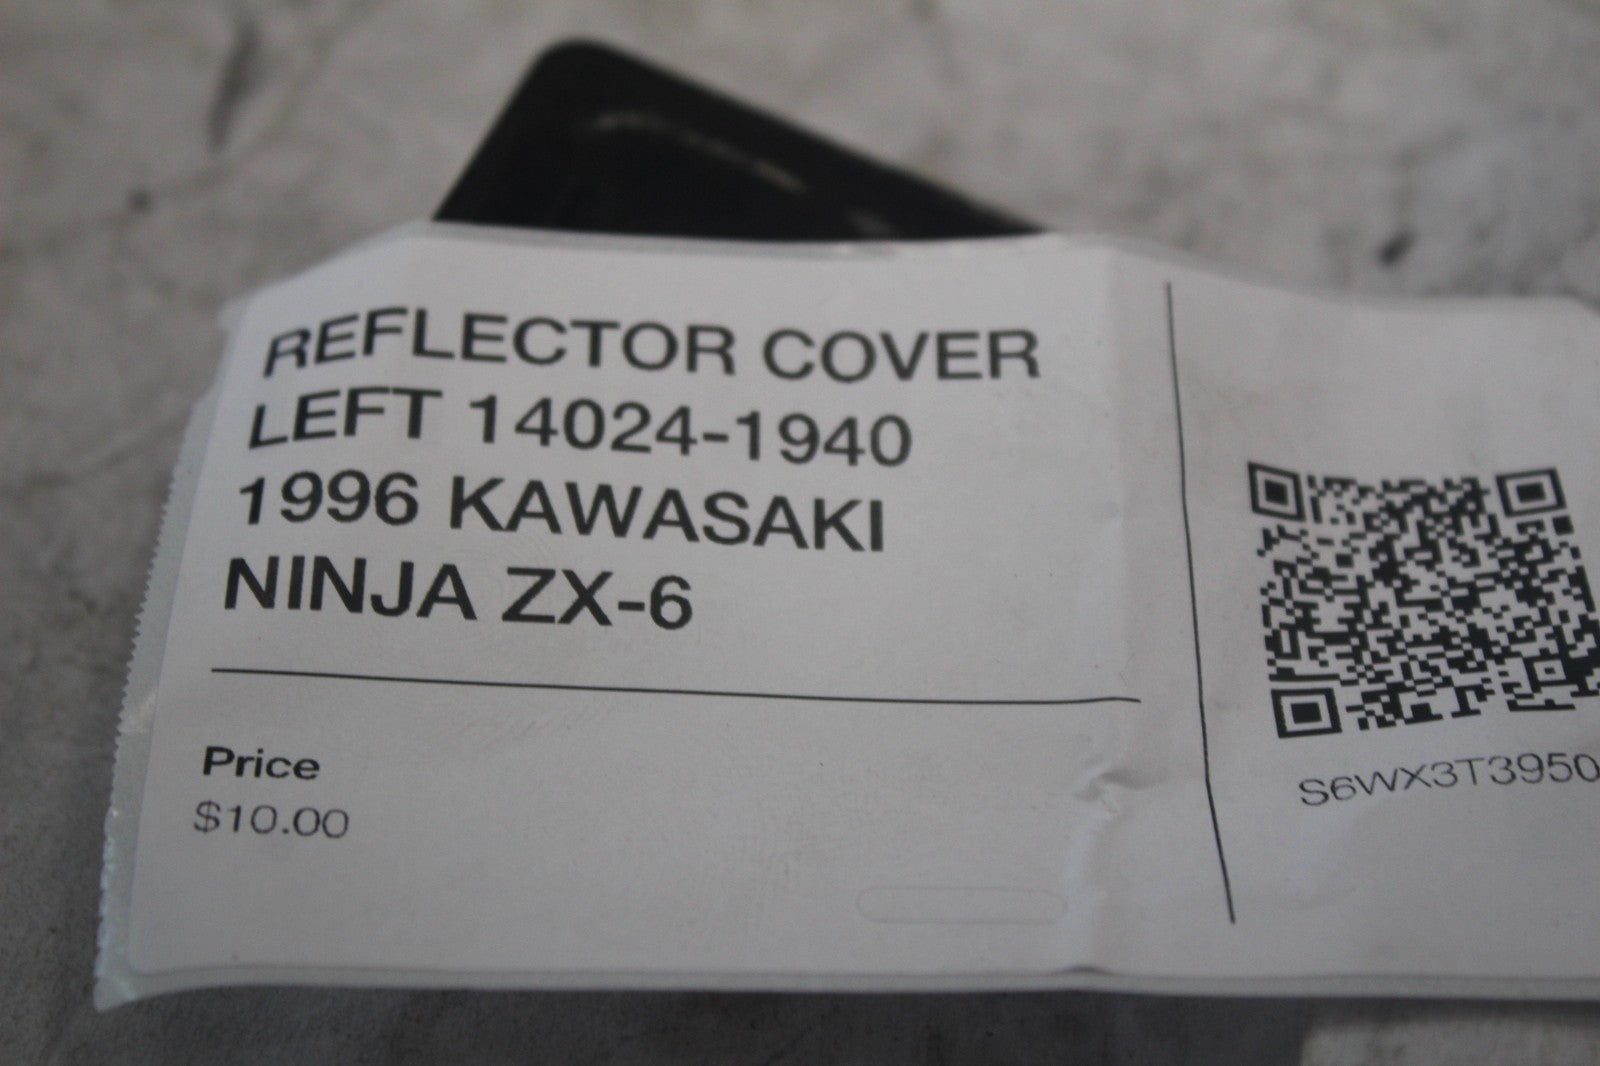 REFLECTOR COVER
LEFT 14024-1940
1996 KAWASAKI
NINJA ZX-6
Price
$10.00
S6WX3T3950